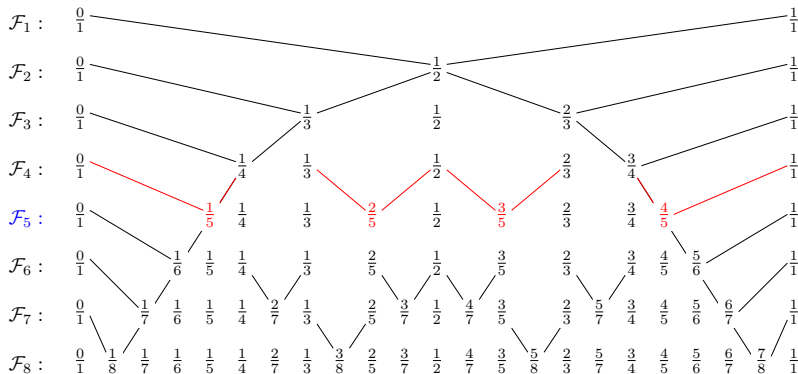 F₁ : 0/1 1/1
F₂ : 0/1 1/2 1/1
F₃ : 0/1 1/3 1/2 2/3 1/1
F₄ : 0/1 1/4 1/3 1/2 2/3 3/4 1/1
F₅ : 0/1 1/5 1/4 1/3 2/5 1/2 3/5 2/3 3/4 4/5 1/1
F₆ : 0/1 1/6 1/5 1/4 1/3 2/5 1/2 3/5 2/3 3/4 4/5 5/6 1/1
F₇ : 0/1 1/7 1/6 1/5 1/4 2/7 1/3 2/5 3/7 1/2 4/7 3/5 2/3 5/7 3/4 4/5 5/6 6/7 1/1
F₈ : 0/1 1/8 1/7 1/6 1/5 1/4 2/7 1/3 3/8 2/5 3/7 1/2 4/7 3/5 5/8 2/3 5/7 3/4 4/5 5/6 6/7 7/8 1/1